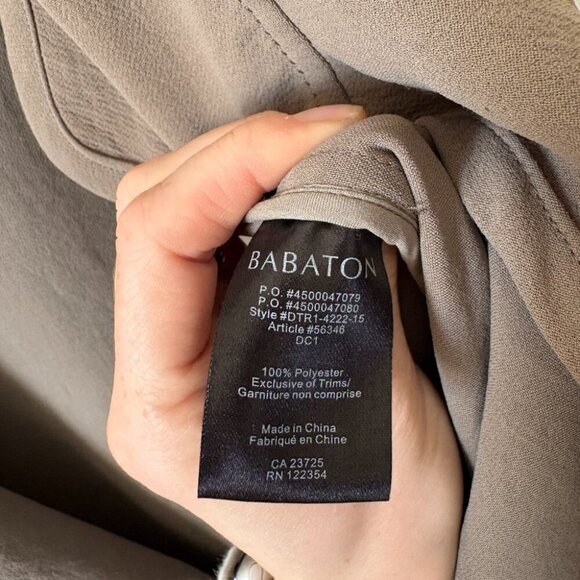 BABATON
P.O. #4500047079
P.O. #4500047080
Style #DTR1-4222-15
Article #56346
DC1
100% Polyester
Exclusive of Trims/
Garniture non comprise
Made in China
Fabriqué en Chine
CA 23725
RN 122354